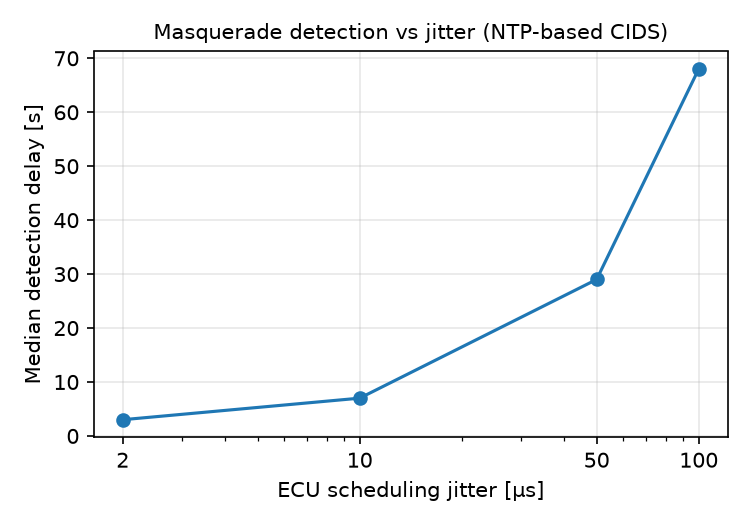 Masquerade detection vs jitter (NTP-based CIDS)
Median detection delay [s]
70
60
50
40
30
20
10
0
2 10 50 100
ECU scheduling jitter [µs]